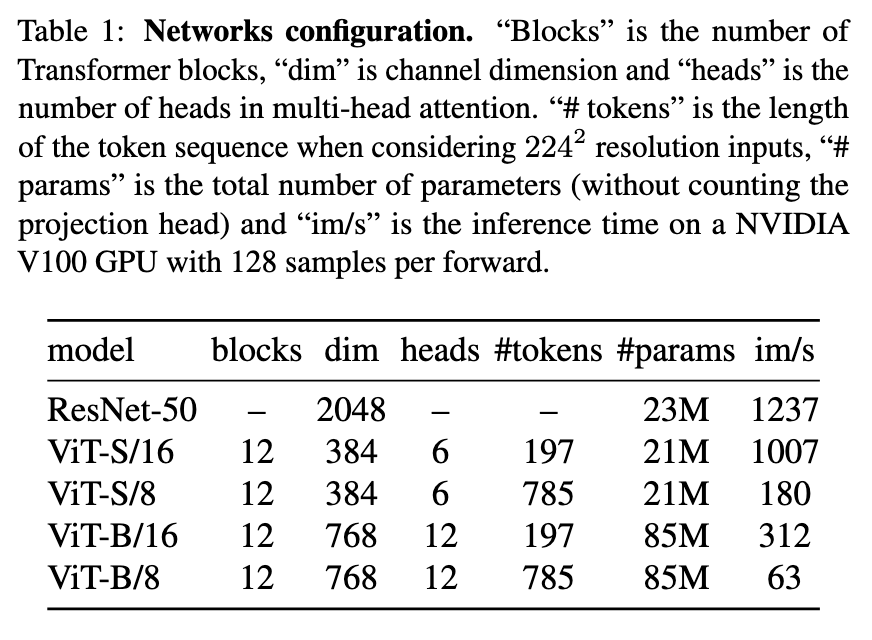 Table 1: Networks configuration. “Blocks” is the number of
Transformer blocks, “dim” is channel dimension and “heads” is the
number of heads in multi-head attention. “# tokens” is the length
of the token sequence when considering 224² resolution inputs, “#
params” is the total number of parameters (without counting the
projection head) and “im/s” is the inference time on a NVIDIA
V100 GPU with 128 samples per forward.
model blocks dim heads #tokens #params im/s
ResNet-50 – 2048 – – 23M 1237
ViT-S/16 12 384 6 197 21M 1007
ViT-S/8 12 384 6 785 21M 180
ViT-B/16 12 768 12 197 85M 312
ViT-B/8 12 768 12 785 85M 63